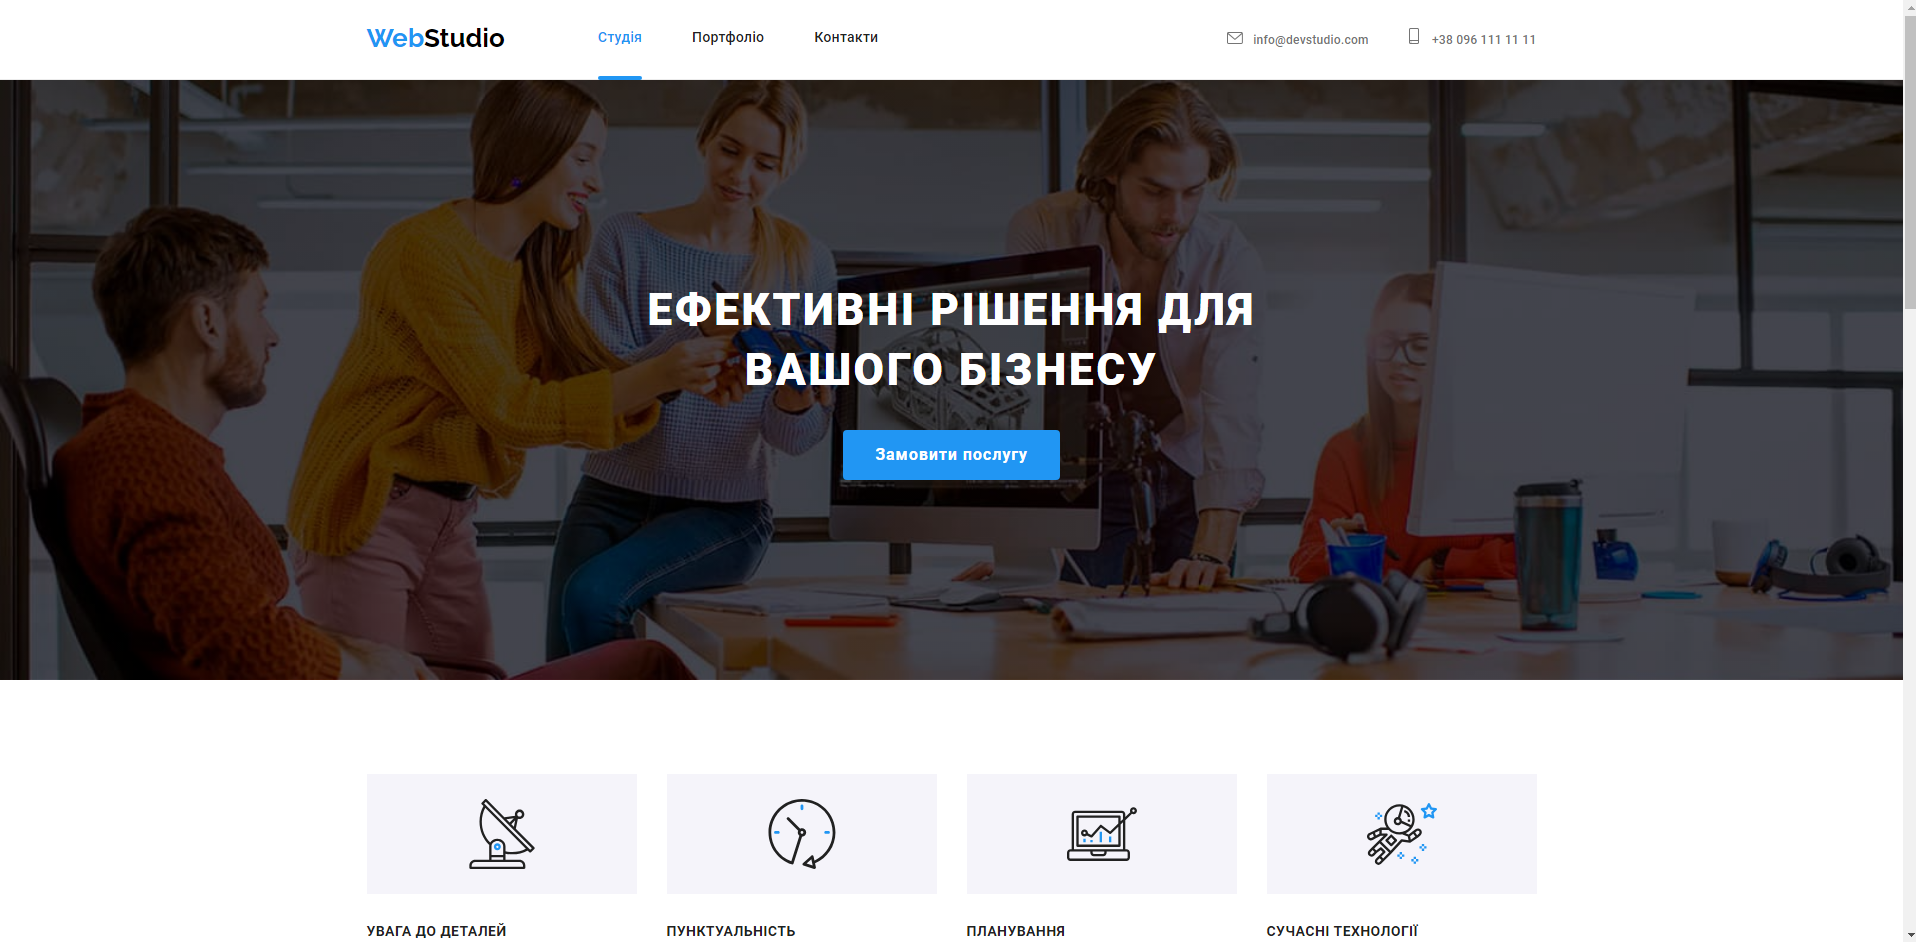 WebStudio
Студія
Портфоліо
Контакти
info@devstudio.com
+38 096 111 11 11
ЕФЕКТИВНІ РІШЕННЯ ДЛЯ
ВАШОГО БІЗНЕСУ
Замовити послугу
УВАГА ДО ДЕТАЛЕЙ
ПУНКТУАЛЬНІСТЬ
ПЛАНУВАННЯ
СУЧАСНІ ТЕХНОЛОГІЇ